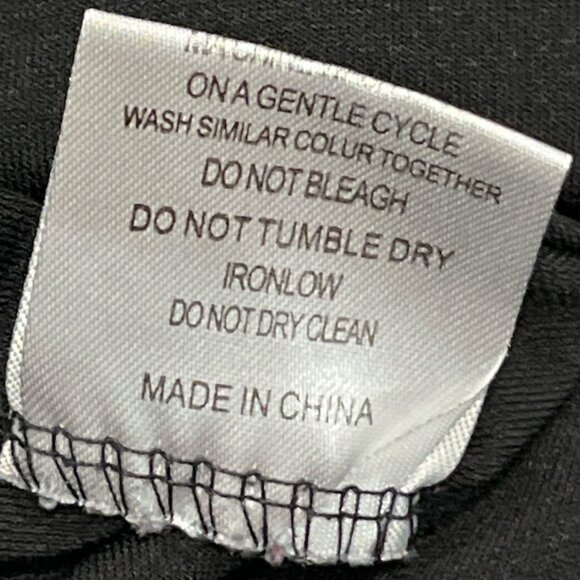 ON A GENTLE CYCLE
WASH SIMILAR COLUR TOGETHER
DO NOT BLEAGH
DO NOT TUMBLE DRY
IRONLOW
DO NOT DRY CLEAN
MADE IN CHINA